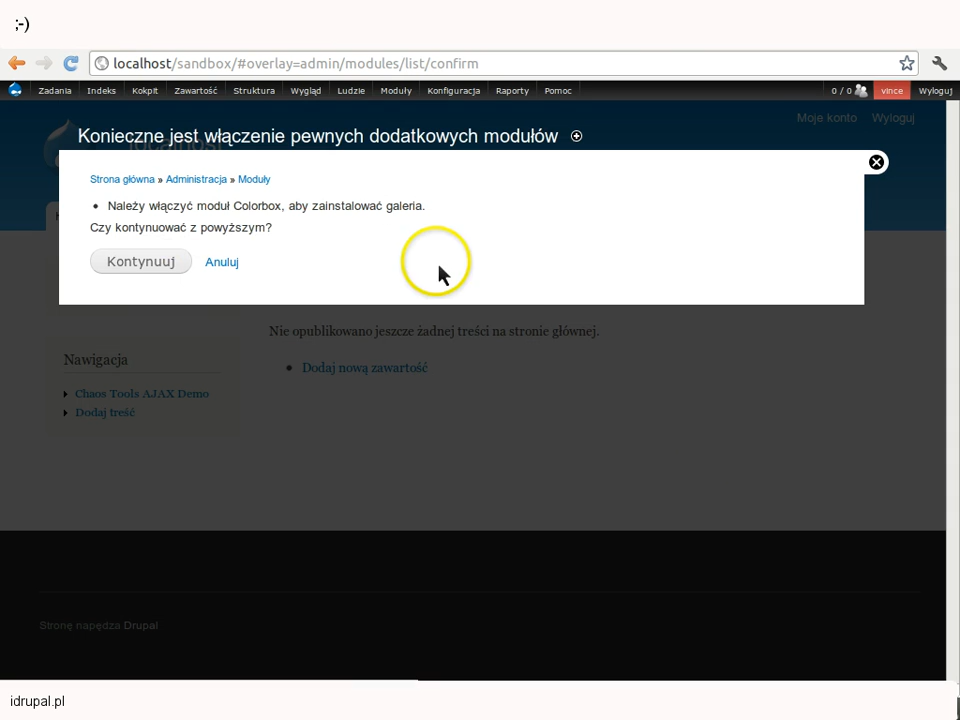 ;-)
localhost/sandbox/#overlay=admin/modules/list/confirm
Zadania Indeks Kokpit Zawartość Struktura Wygląd Ludzie Moduły Konfiguracja Raporty Pomoc 0 / 0 vince Wyloguj
Moje konto Wyloguj
localhost
Konieczne jest włączenie pewnych dodatkowych modułów
Strona główna » Administracja » Moduły
Należy włączyć moduł Colorbox, aby zainstalować galeria.
Czy kontynuować z powyższym?
Kontynuuj Anuluj
Nie opublikowano jeszcze żadnej treści na stronie głównej.
Nawigacja
Dodaj nową zawartość
Chaos Tools AJAX Demo
Dodaj treść
Stronę napędza Drupal
idrupal.pl